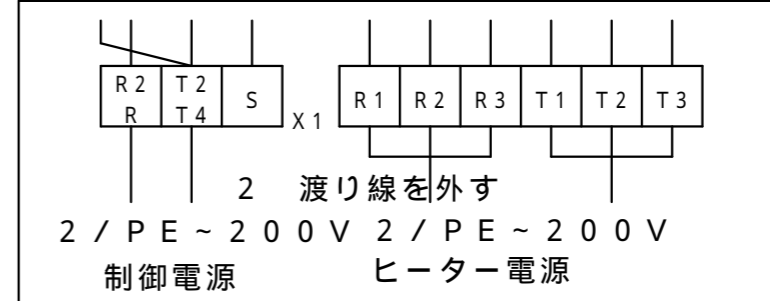 R2 T2 S R1 R2 R3 T1 T2 T3
R T4 X1
2 渡り線を外す
2/PE~200V 2/PE~200V
制御電源 ヒーター電源